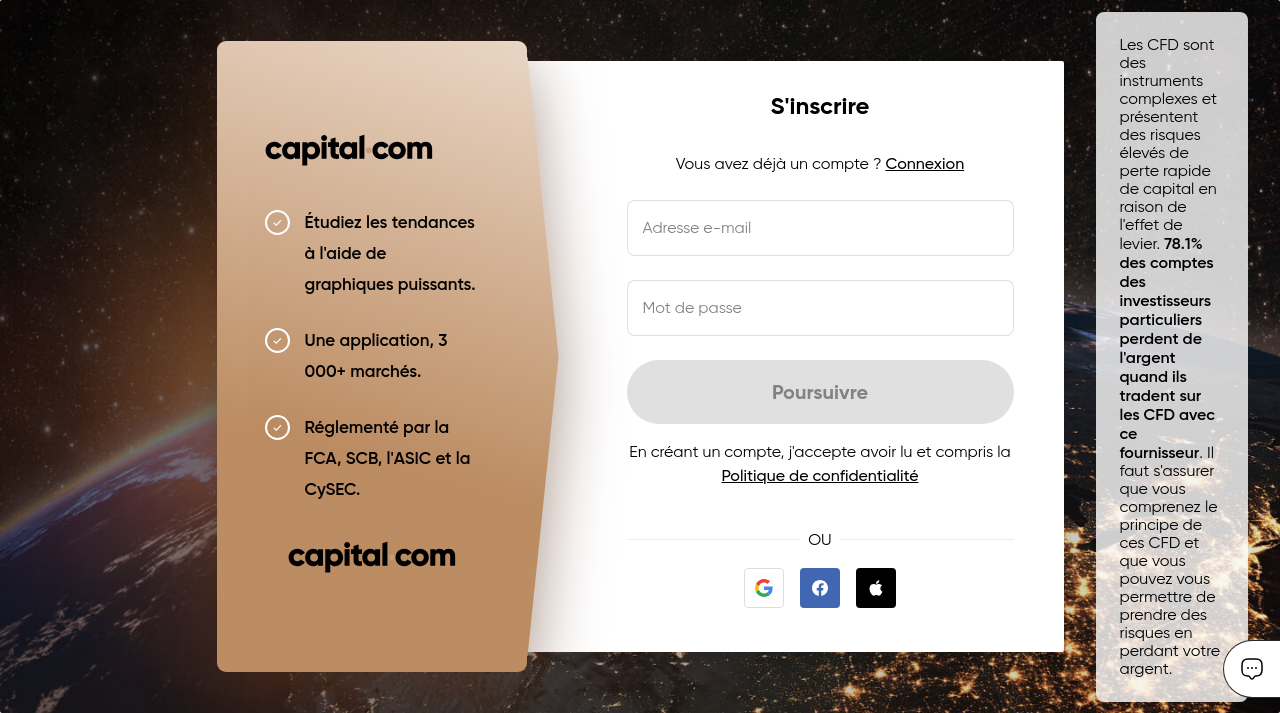 capital.com
Étudiez les tendances
à l'aide de
graphiques puissants.
Une application, 3
000+ marchés.
Réglementé par la
FCA, SCB, l'ASIC et la
CySEC.
capital com
S'inscrire
Vous avez déjà un compte ? Connexion
Adresse e-mail
Mot de passe
Poursuivre
En créant un compte, j'accepte avoir lu et compris la
Politique de confidentialité
OU
Les CFD sont
des
instruments
complexes et
présentent
des risques
élevés de
perte rapide
de capital en
raison de
l'effet de
levier. 78.1%
des comptes
des
investisseurs
particuliers
perdent de
l'argent
quand ils
tradent sur
les CFD avec
ce
fournisseur. Il
faut s'assurer
que vous
comprenez le
principe de
ces CFD et
que vous
pouvez vous
permettre de
prendre des
risques en
perdant votre
argent.